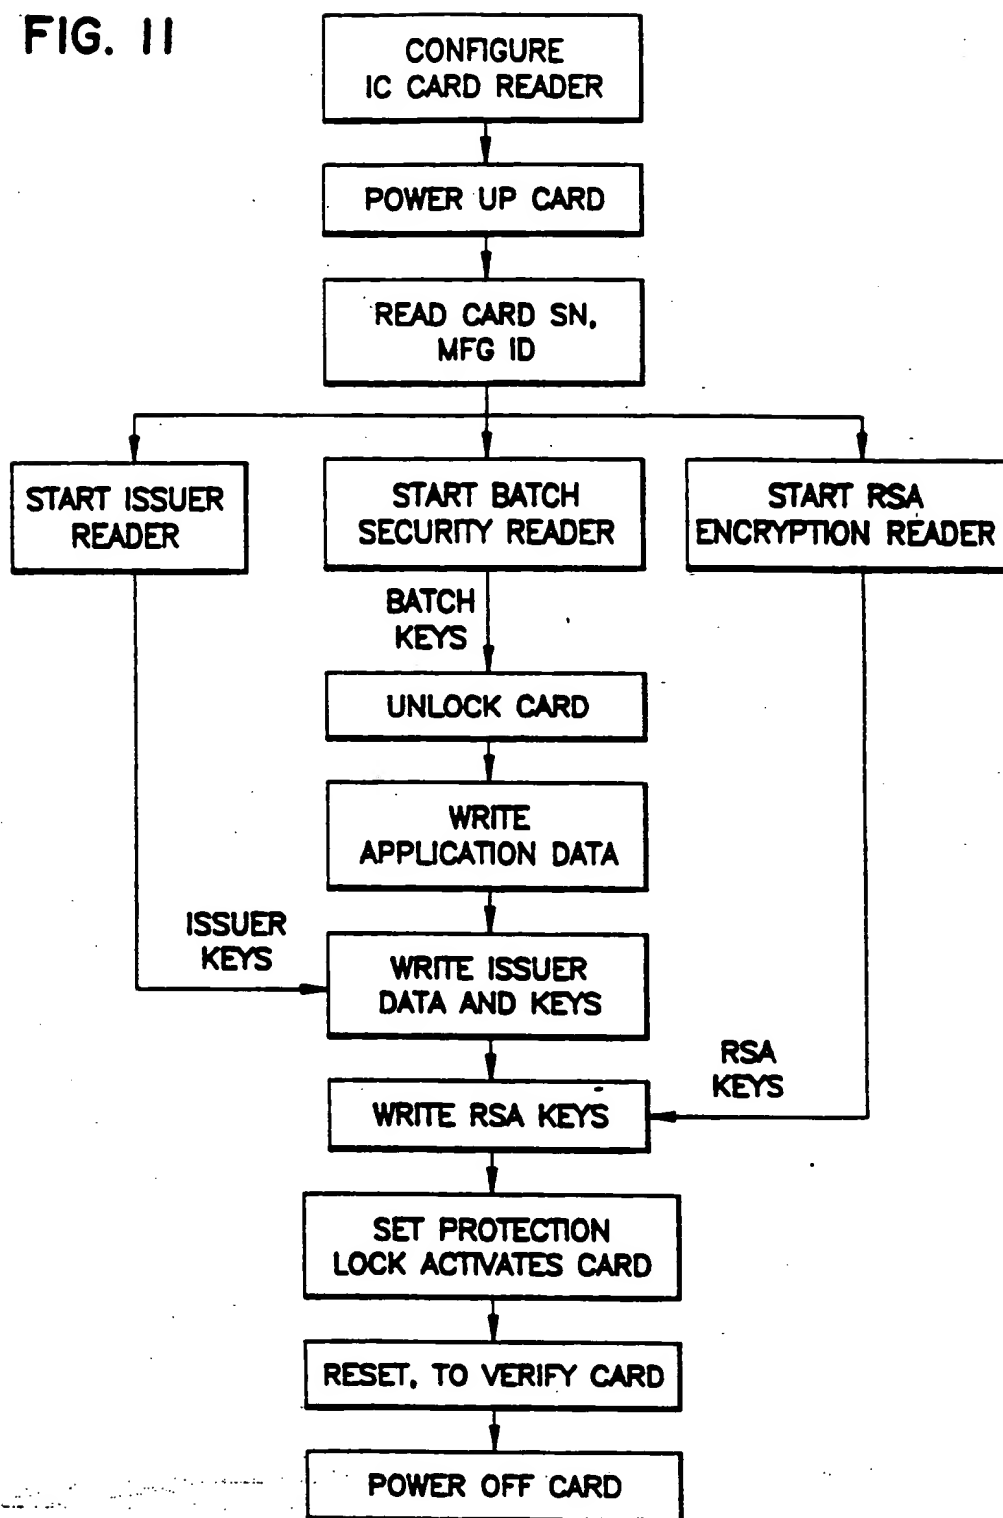 FIG. 11
CONFIGURE
IC CARD READER
POWER UP CARD
READ CARD SN,
MFG ID
START ISSUER
READER
START BATCH
SECURITY READER
START RSA
ENCRYPTION READER
BATCH
KEYS
UNLOCK CARD
WRITE
APPLICATION DATA
ISSUER
KEYS
WRITE ISSUER
DATA AND KEYS
RSA
KEYS
WRITE RSA KEYS
SET PROTECTION
LOCK ACTIVATES CARD
RESET, TO VERIFY CARD
POWER OFF CARD